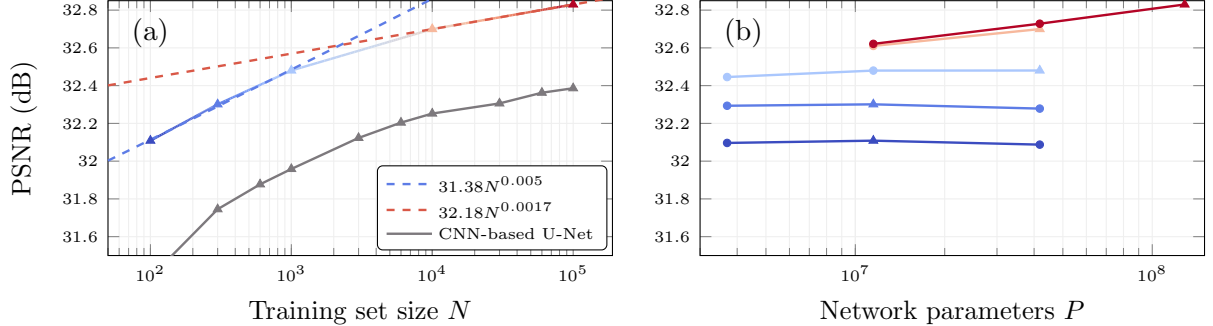 (a)
PSNR (dB)
32.8
32.6
32.4
32.2
32
31.8
31.6
10^2
10^3
10^4
10^5
Training set size N
31.38N^0.005
32.18N^0.0017
CNN-based U-Net
(b)
32.8
32.6
32.4
32.2
32
31.8
31.6
10^7
10^8
Network parameters P